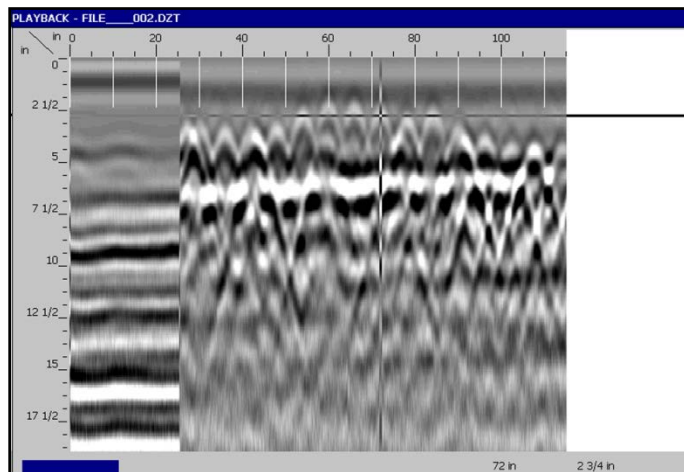 PLAYBACK - FILE____002.DZT
in
in
0 20 40 60 80 100
0
2 1/2
5
7 1/2
10
12 1/2
15
17 1/2
72 in 2 3/4 in